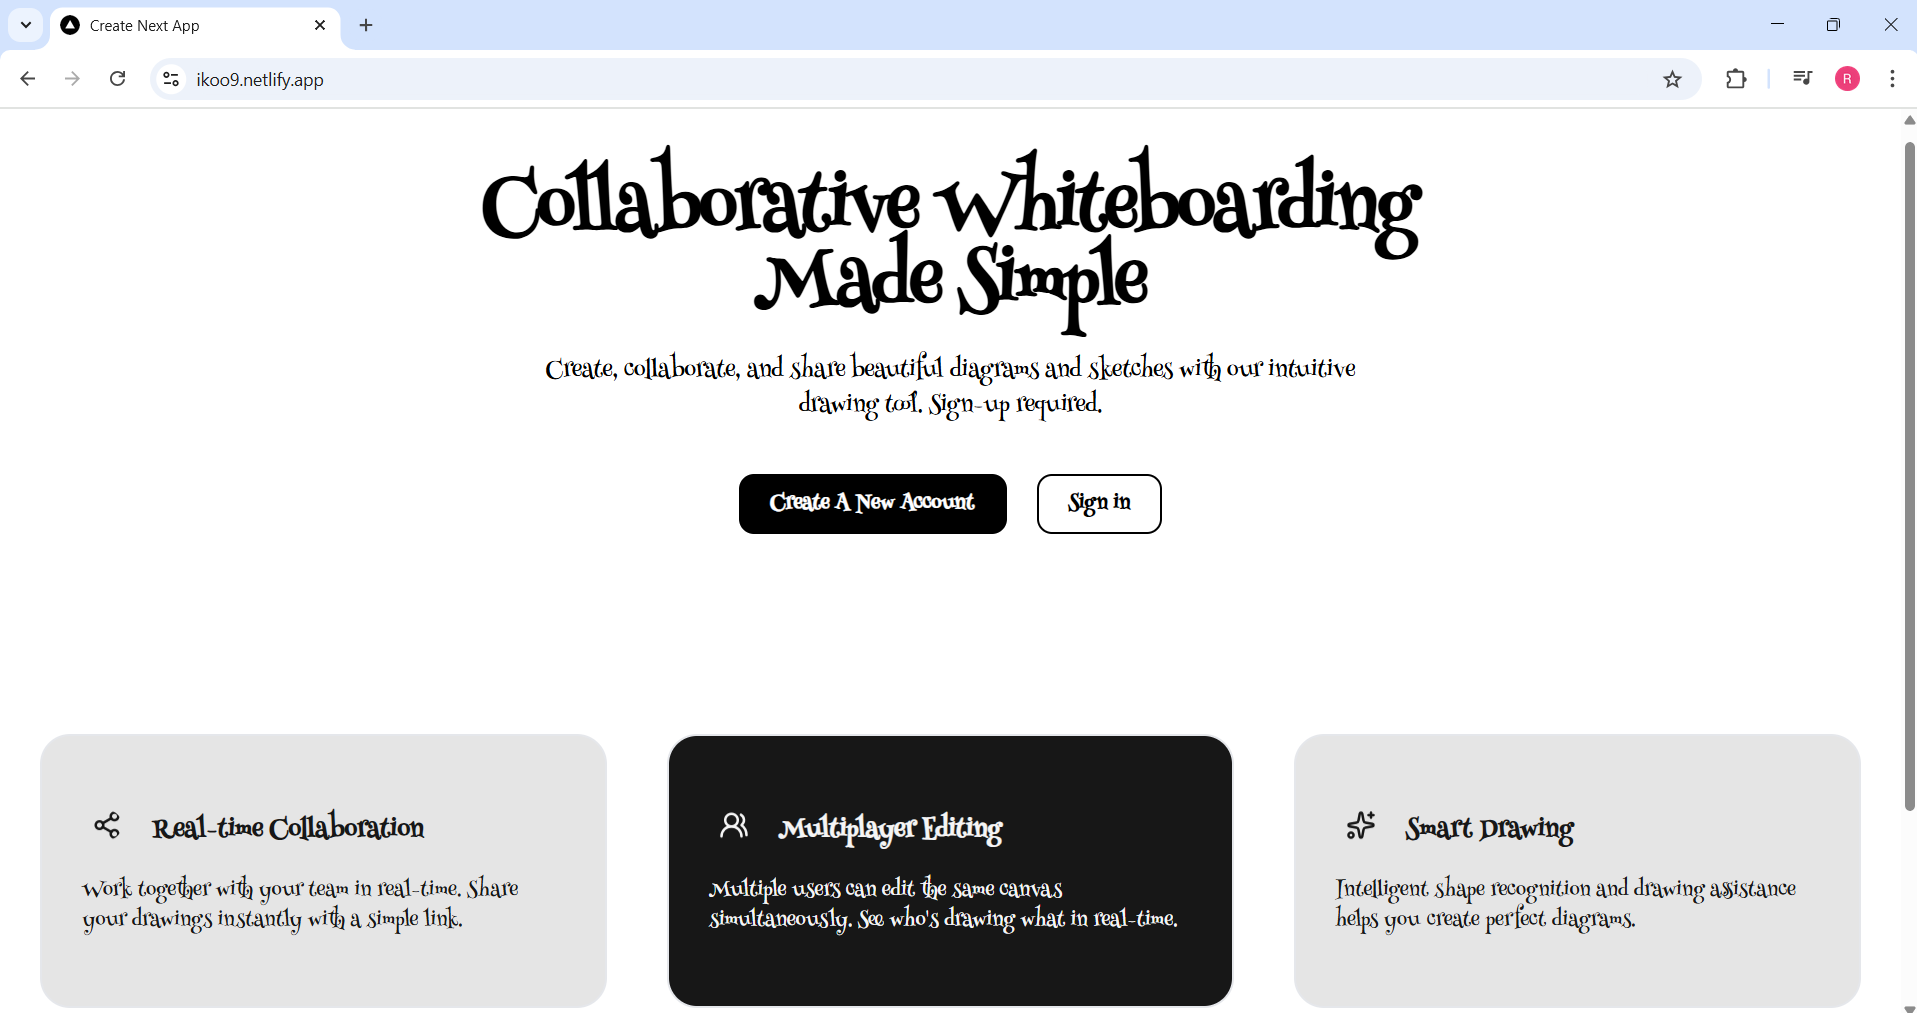 Create Next App
ikoo9.netlify.app
R
Collaborative Whiteboarding
Made Simple
Create, collaborate, and share beautiful diagrams and sketches with our intuitive
drawing tool. Sign-up required.
Create A New Account
Sign in
Real-time Collaboration
Work together with your team in real-time. Share
your drawings instantly with a simple link.
Multiplayer Editing
Multiple users can edit the same canvas
simultaneously. See who's drawing what in real-time.
Smart Drawing
Intelligent shape recognition and drawing assistance
helps you create perfect diagrams.